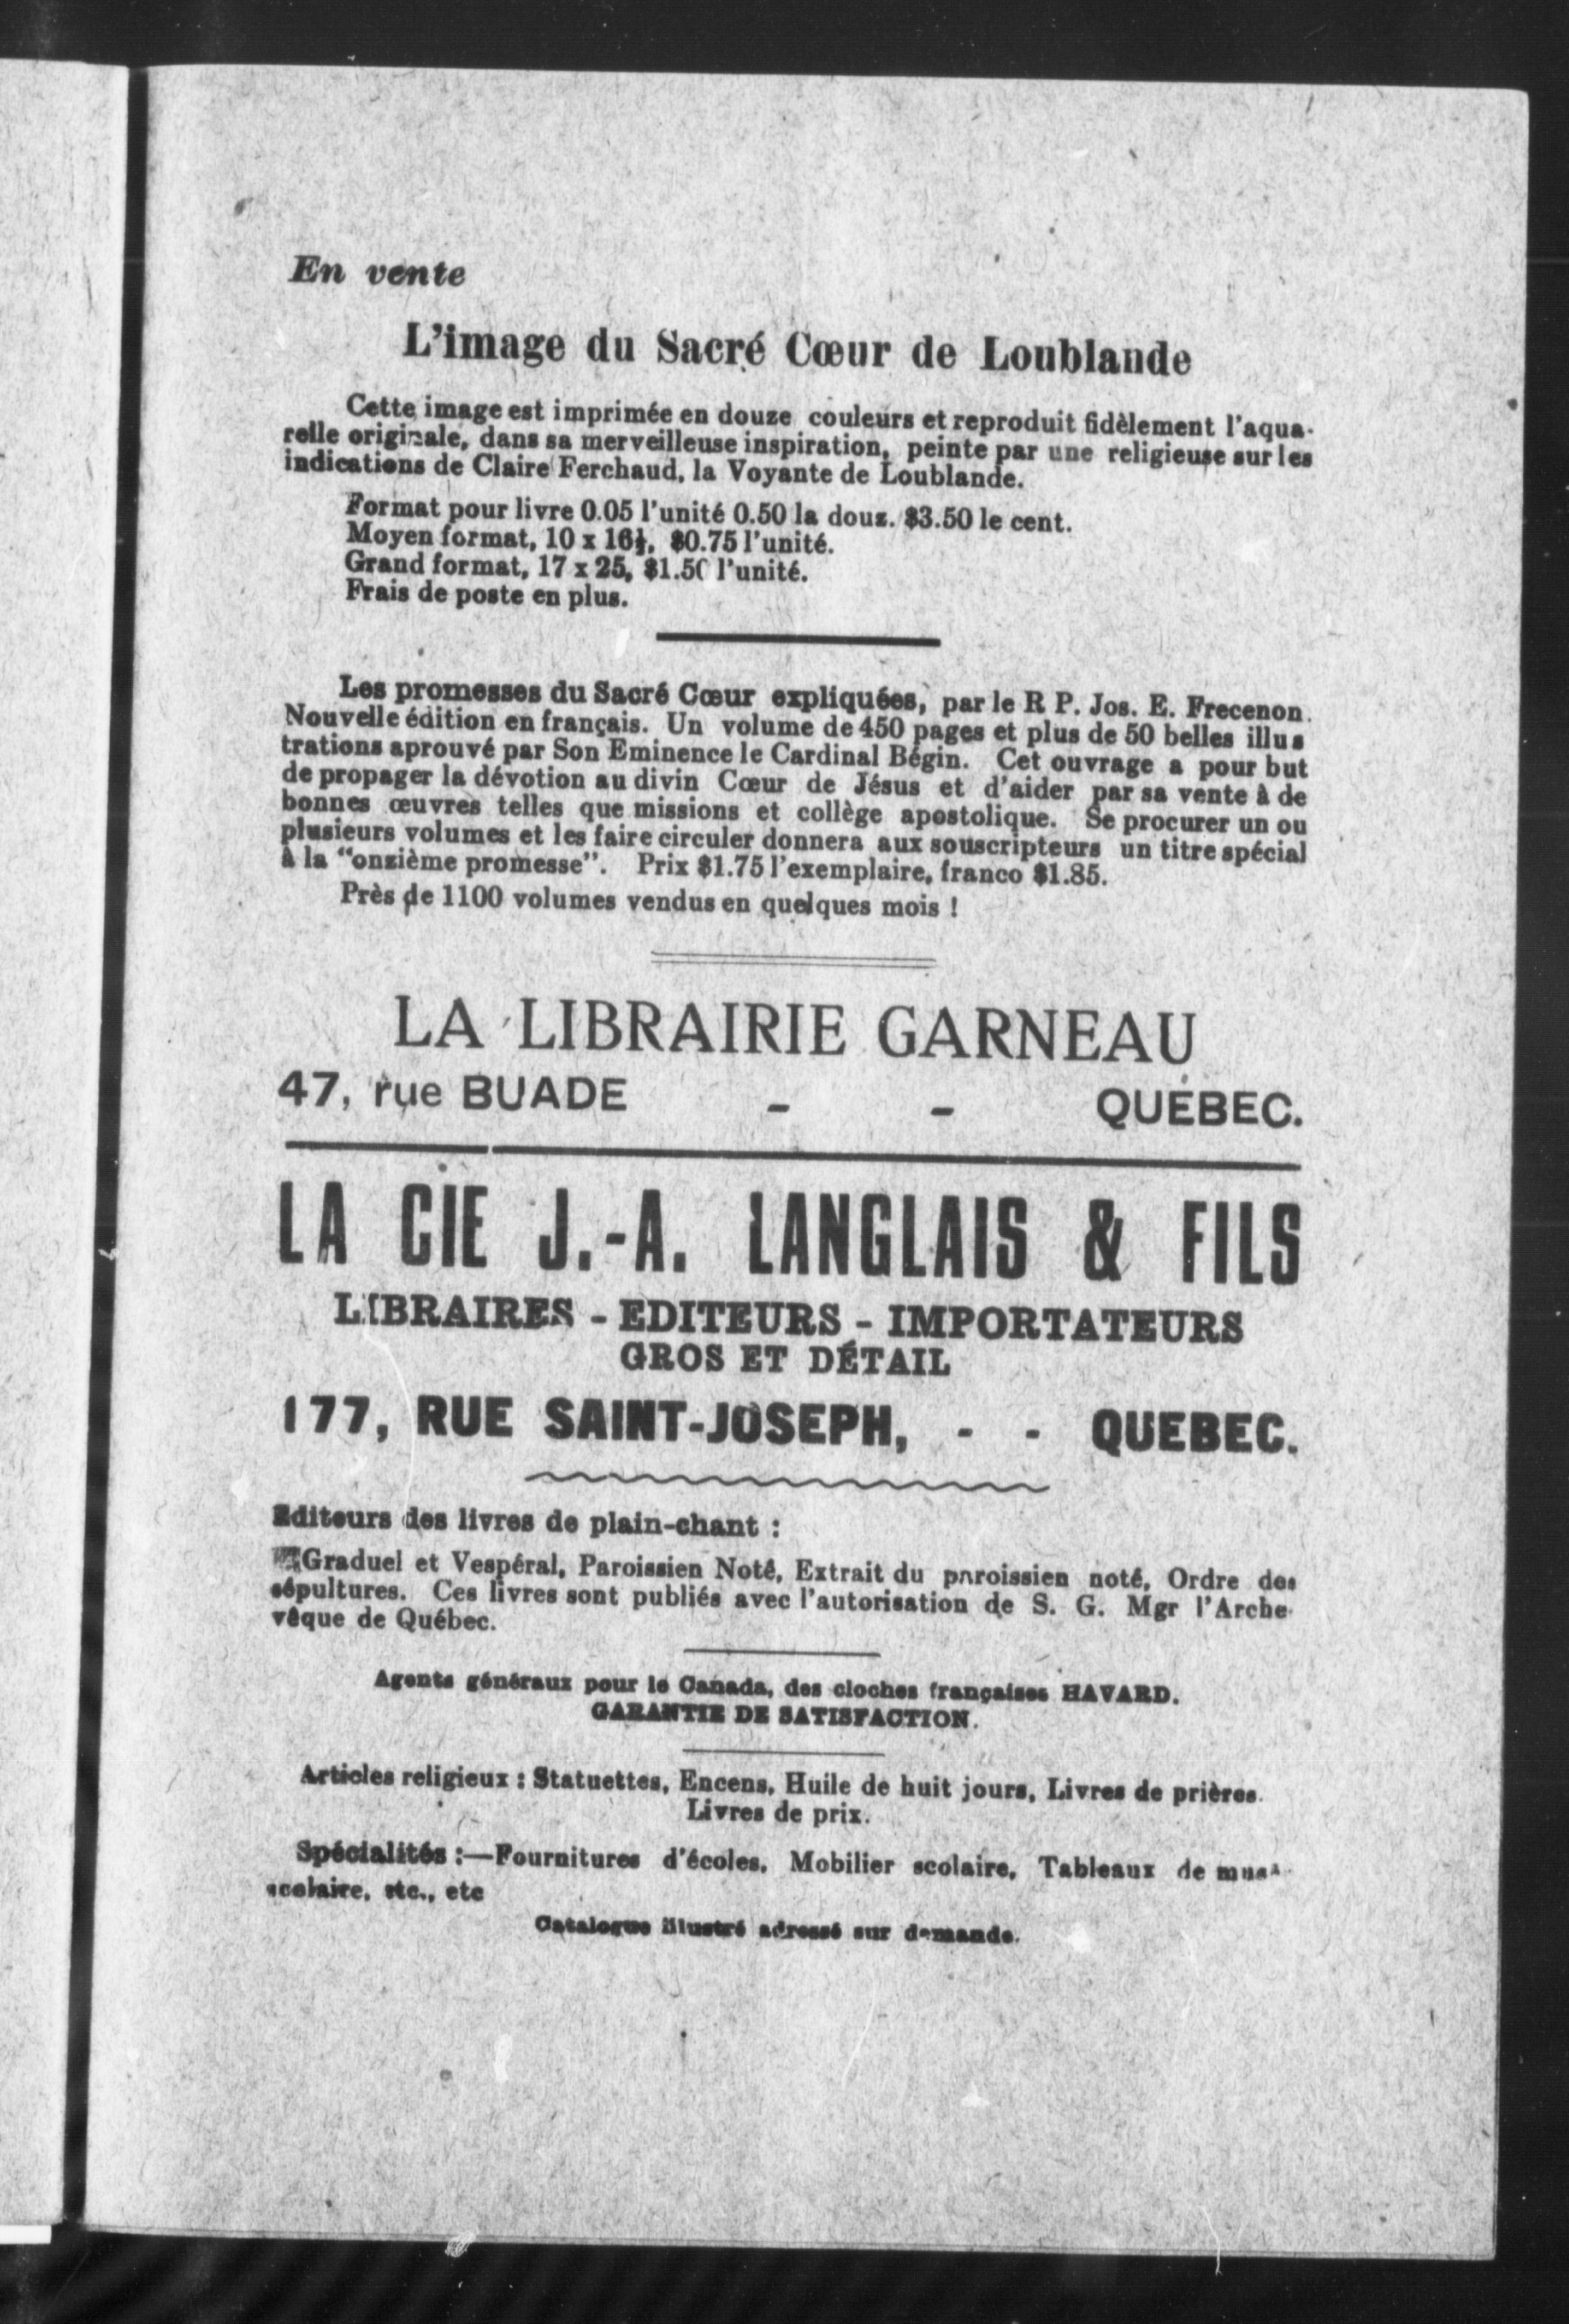 En vente
L'image du Sacré Cœur de Loublande
Cette image est imprimée en douze couleurs et reproduit fidèlement l'aqua-
relle originale, dans sa merveilleuse inspiration, peinte par une religieuse sur les
indications de Claire Ferchaud, la Voyante de Loublande.
Format pour livre 0.05 l'unité 0.50 la douz. $3.50 le cent.
Moyen format, 10 x 16½, $0.75 l'unité.
Grand format, 17 x 25, $1.50 l'unité.
Frais de poste en plus.
Les promesses du Sacré Cœur expliquées, par le R P. Jos. E. Frecenon.
Nouvelle édition en français. Un volume de 450 pages et plus de 50 belles illus
trations aprouvé par Son Eminence le Cardinal Bégin. Cet ouvrage a pour but
de propager la dévotion au divin Cœur de Jésus et d'aider par sa vente à de
bonnes œuvres telles que missions et collège apostolique. Se procurer un ou
plusieurs volumes et les faire circuler donnera aux souscripteurs un titre spécial
à la "onzième promesse". Prix $1.75 l'exemplaire, franco $1.85.
Près de 1100 volumes vendus en quelques mois !
LA LIBRAIRIE GARNEAU
47, rue BUADE - - QUÉBEC.
LA CIE J.-A. LANGLAIS & FILS
LIBRAIRES - EDITEURS - IMPORTATEURS
GROS ET DÉTAIL
177, RUE SAINT-JOSEPH, - - QUEBEC.
Editeurs des livres de plain-chant :
Graduel et Vespéral, Paroissien Noté, Extrait du paroissien noté, Ordre des
sépultures. Ces livres sont publiés avec l'autorisation de S. G. Mgr l'Arche-
vêque de Québec.
Agents généraux pour le Canada, des cloches françaises HAVARD.
GARANTIE DE SATISFACTION.
Articles religieux : Statuettes, Encens, Huile de huit jours, Livres de prières.
Livres de prix.
Spécialités :—Fournitures d'écoles, Mobilier scolaire, Tableaux de
scolaire, etc., etc
Catalogue illustré adressé sur demande.